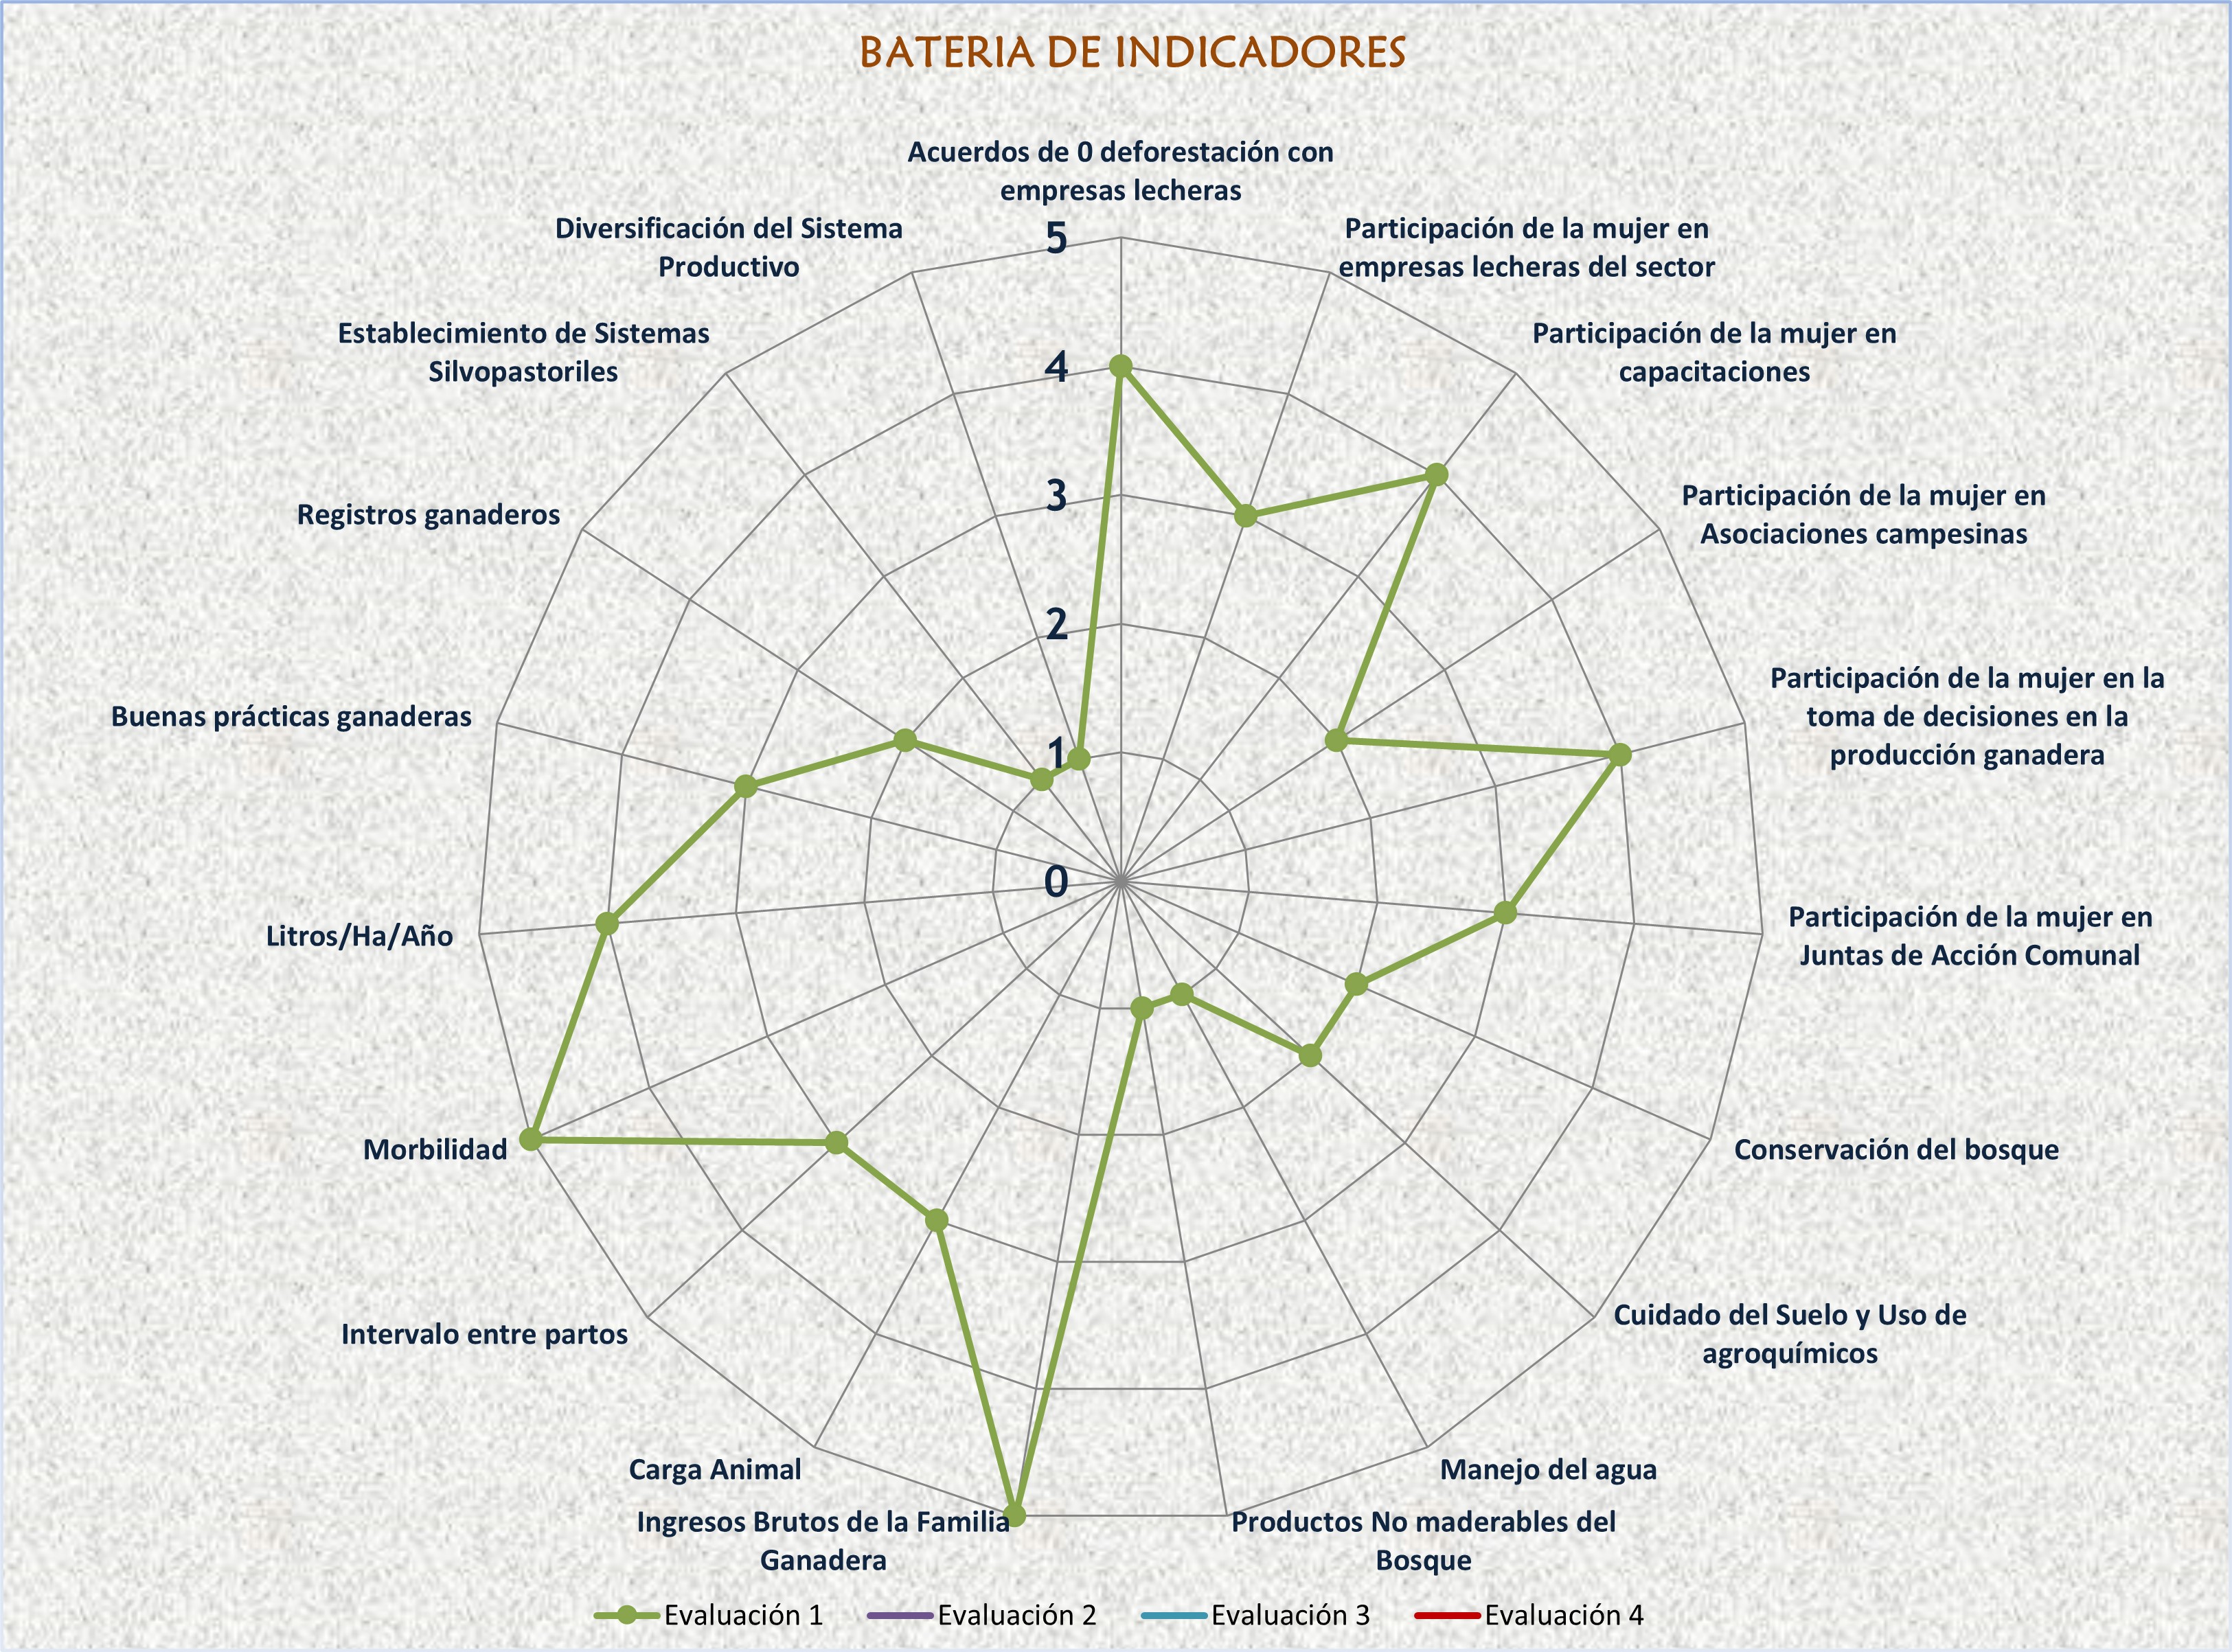 BATERIA DE INDICADORES
Acuerdos de 0 deforestación con
empresas lecheras
Participación de la mujer en
empresas lecheras del sector
Participación de la mujer en
capacitaciones
Participación de la mujer en
Asociaciones campesinas
Participación de la mujer en la
toma de decisiones en la
producción ganadera
Participación de la mujer en
Juntas de Acción Comunal
Conservación del bosque
Cuidado del Suelo y Uso de
agroquímicos
Manejo del agua
Productos No maderables del
Bosque
Ingresos Brutos de la Familia
Ganadera
Carga Animal
Intervalo entre partos
Morbilidad
Litros/Ha/Año
Buenas prácticas ganaderas
Registros ganaderos
Establecimiento de Sistemas
Silvopastoriles
Diversificación del Sistema
Productivo
5
4
3
2
1
0
Evaluación 1
Evaluación 2
Evaluación 3
Evaluación 4